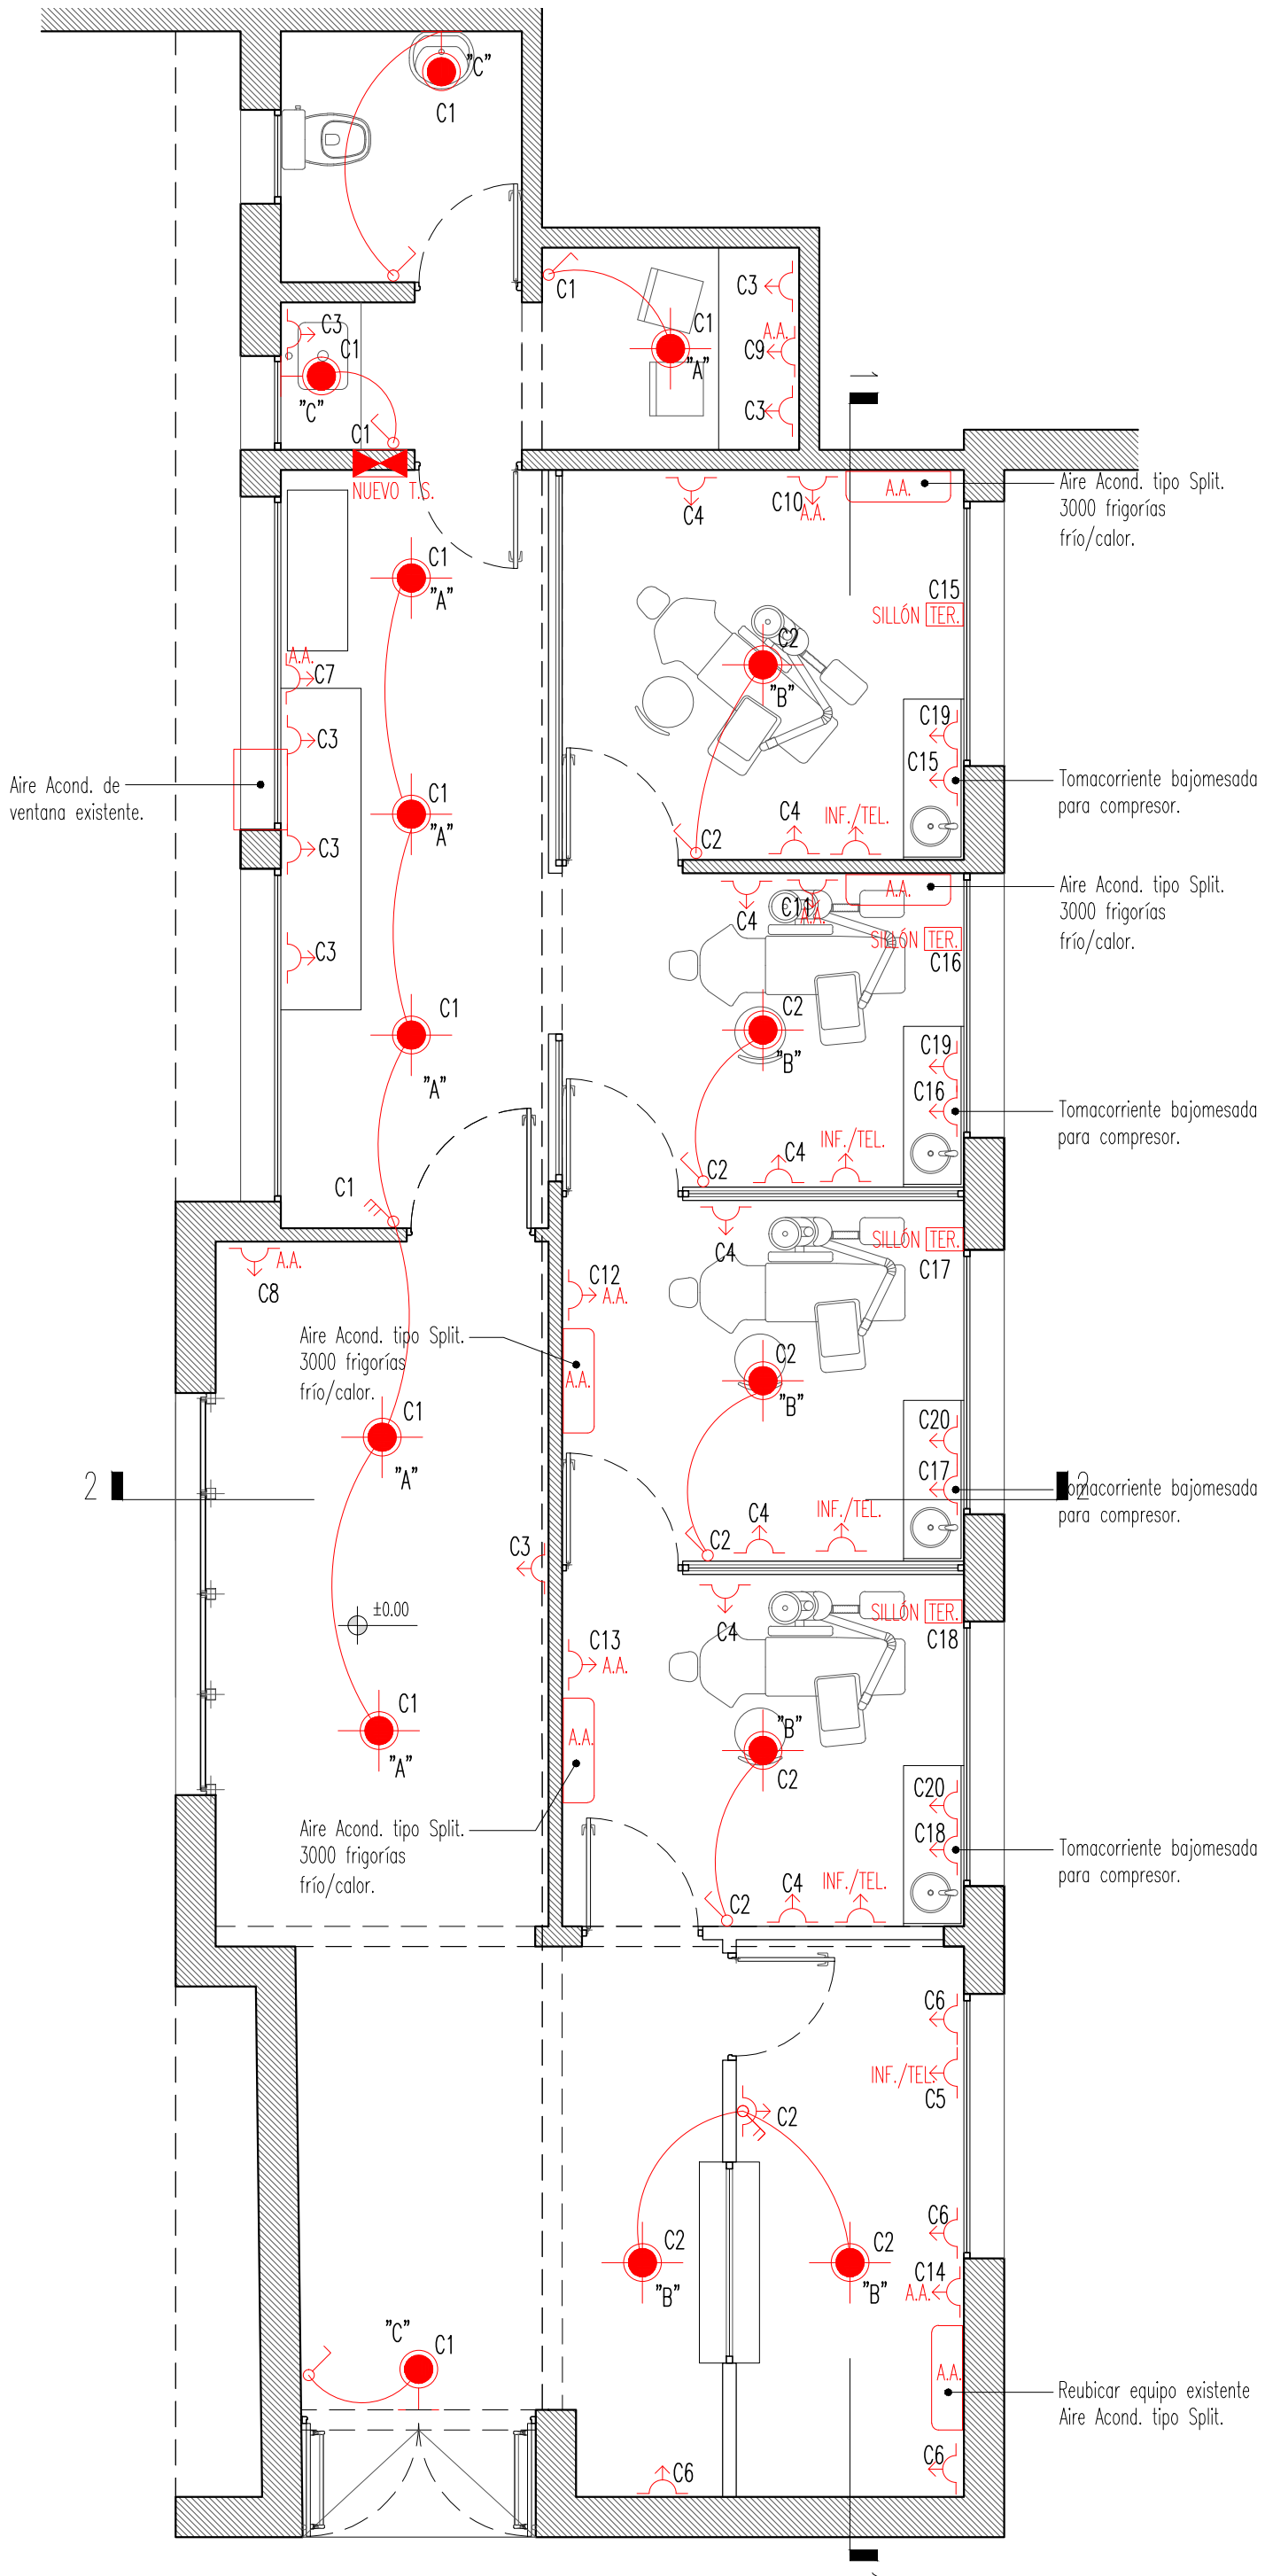 "C"
C1
C1
C3
C1
"C"
C1
C1
"A"
C3
A.A.
C9
C3
1
NUEVO T.S.
C4
C10
A.A.
A.A.
Aire Acond. tipo Split.
3000 frigorías
frío/calor.
C1
"A"
C15
SILLÓN TER.
C2
"B"
A.A.
C7
C3
C19
C15
Aire Acond. de
ventana existente.
Tomacorriente bajomesada
para compresor.
C1
"A"
C3
C4
INF./TEL.
C2
C4
C11
A.A.
A.A.
Aire Acond. tipo Split.
3000 frigorías
frío/calor.
SILLÓN TER.
C16
C3
C1
"A"
C2
"B"
C19
C16
Tomacorriente bajomesada
para compresor.
C4
INF./TEL.
C2
C1
A.A.
C8
C4
SILLÓN TER.
C17
C12
A.A.
Aire Acond. tipo Split.
3000 frigorías
frío/calor.
A.A.
C2
"B"
C1
"A"
C20
C17
2
2
Tomacorriente bajomesada
para compresor.
C4
INF./TEL.
C2
C3
±0.00
C4
SILLÓN TER.
C18
C13
A.A.
C1
"A"
A.A.
"B"
C2
Aire Acond. tipo Split.
3000 frigorías
frío/calor.
C20
C18
Tomacorriente bajomesada
para compresor.
C4
INF./TEL.
C2
C6
INF./TEL.
C5
C2
C6
C2
"B"
C2
"B"
C14
A.A.
"C"
C1
A.A.
Reubicar equipo existente
Aire Acond. tipo Split.
C6
C6